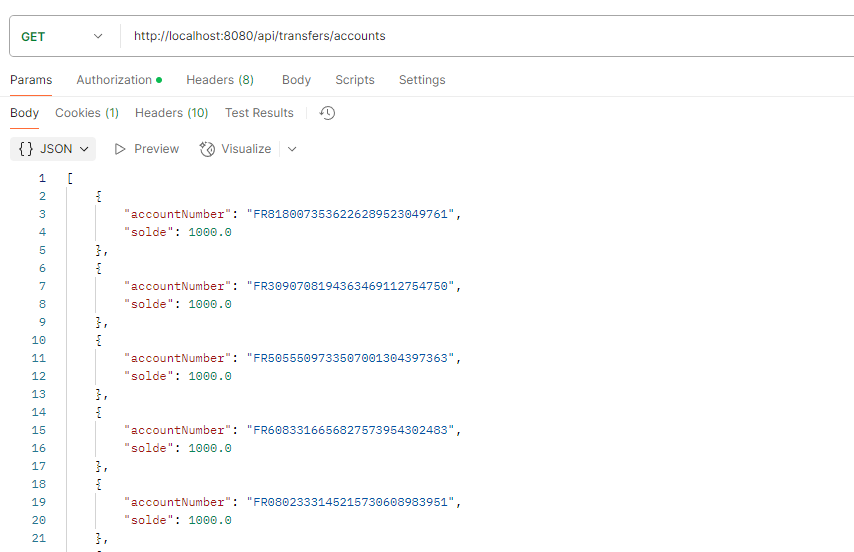 GET http://localhost:8080/api/transfers/accounts
Params Authorization Headers (8) Body Scripts Settings
Body Cookies (1) Headers (10) Test Results
{} JSON Preview Visualize
1 [
2 {
3 "accountNumber": "FR8180073536226289523049761",
4 "solde": 1000.0
5 },
6 {
7 "accountNumber": "FR3090708194363469112754750",
8 "solde": 1000.0
9 },
10 {
11 "accountNumber": "FR5055509733507001304397363",
12 "solde": 1000.0
13 },
14 {
15 "accountNumber": "FR6083316656827573954302483",
16 "solde": 1000.0
17 },
18 {
19 "accountNumber": "FR0802333145215730608983951",
20 "solde": 1000.0
21 },